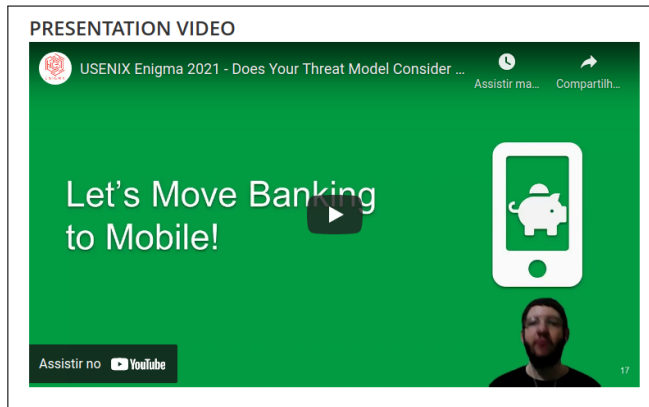 PRESENTATION VIDEO
USENIX Enigma 2021 - Does Your Threat Model Consider ...
Assistir ma...
Compartilh...
Let's Move Banking
to Mobile!
Assistir no YouTube
17